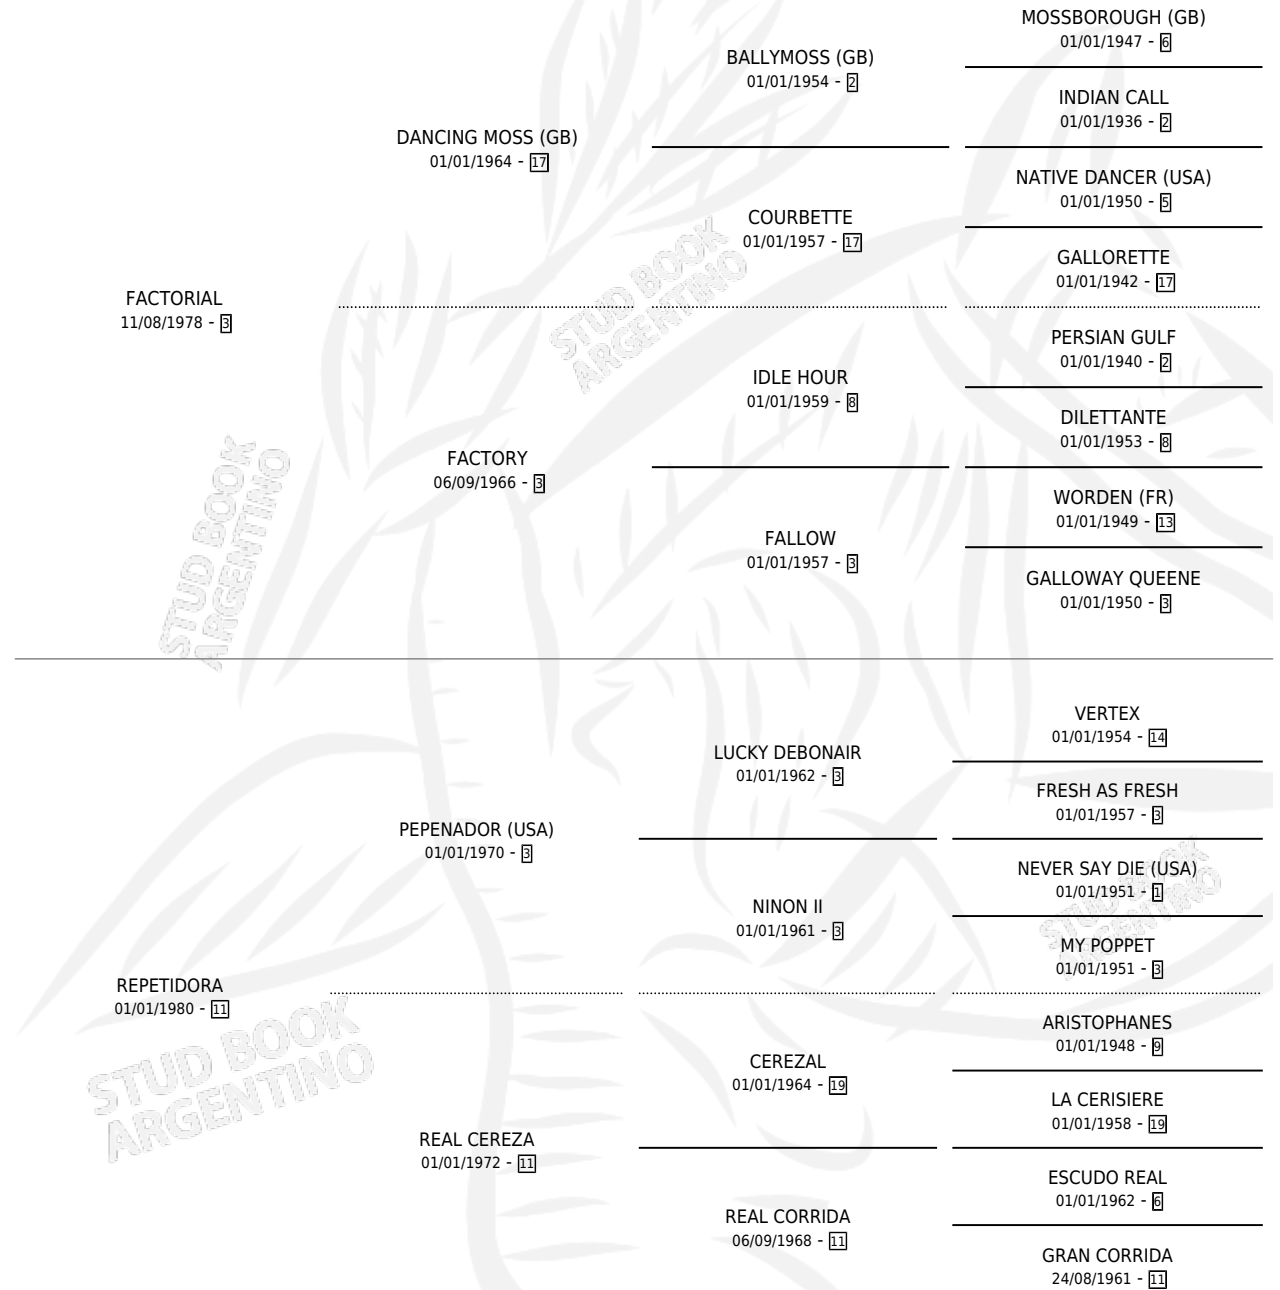 MOSSBOROUGH (GB)
01/01/1947 - 6
BALLYMOSS (GB)
01/01/1954 - 2
INDIAN CALL
01/01/1936 - 2
DANCING MOSS (GB)
01/01/1964 - 17
NATIVE DANCER (USA)
01/01/1950 - 5
COURBETTE
01/01/1957 - 17
GALLORETTE
01/01/1942 - 17
FACTORIAL
11/08/1978 - 3
PERSIAN GULF
01/01/1940 - 2
IDLE HOUR
01/01/1959 - 8
DILETTANTE
01/01/1953 - 8
FACTORY
06/09/1966 - 3
WORDEN (FR)
01/01/1949 - 13
FALLOW
01/01/1957 - 3
GALLOWAY QUEENE
01/01/1950 - 3
VERTEX
01/01/1954 - 14
LUCKY DEBONAIR
01/01/1962 - 3
FRESH AS FRESH
01/01/1957 - 3
PEPENADOR (USA)
01/01/1970 - 3
NEVER SAY DIE (USA)
01/01/1951 - 1
NINON II
01/01/1961 - 3
MY POPPET
01/01/1951 - 3
REPETIDORA
01/01/1980 - 11
ARISTOPHANES
01/01/1948 - 9
CEREZAL
01/01/1964 - 19
LA CERISIERE
01/01/1958 - 19
REAL CEREZA
01/01/1972 - 11
ESCUDO REAL
01/01/1962 - 6
REAL CORRIDA
06/09/1968 - 11
GRAN CORRIDA
24/08/1961 - 11
STUD BOOK
ARGENTINO
STUD BOOK
ARGENTINO
STUD BOOK
ARGENTINO
STUD BOOK
ARGENTINO